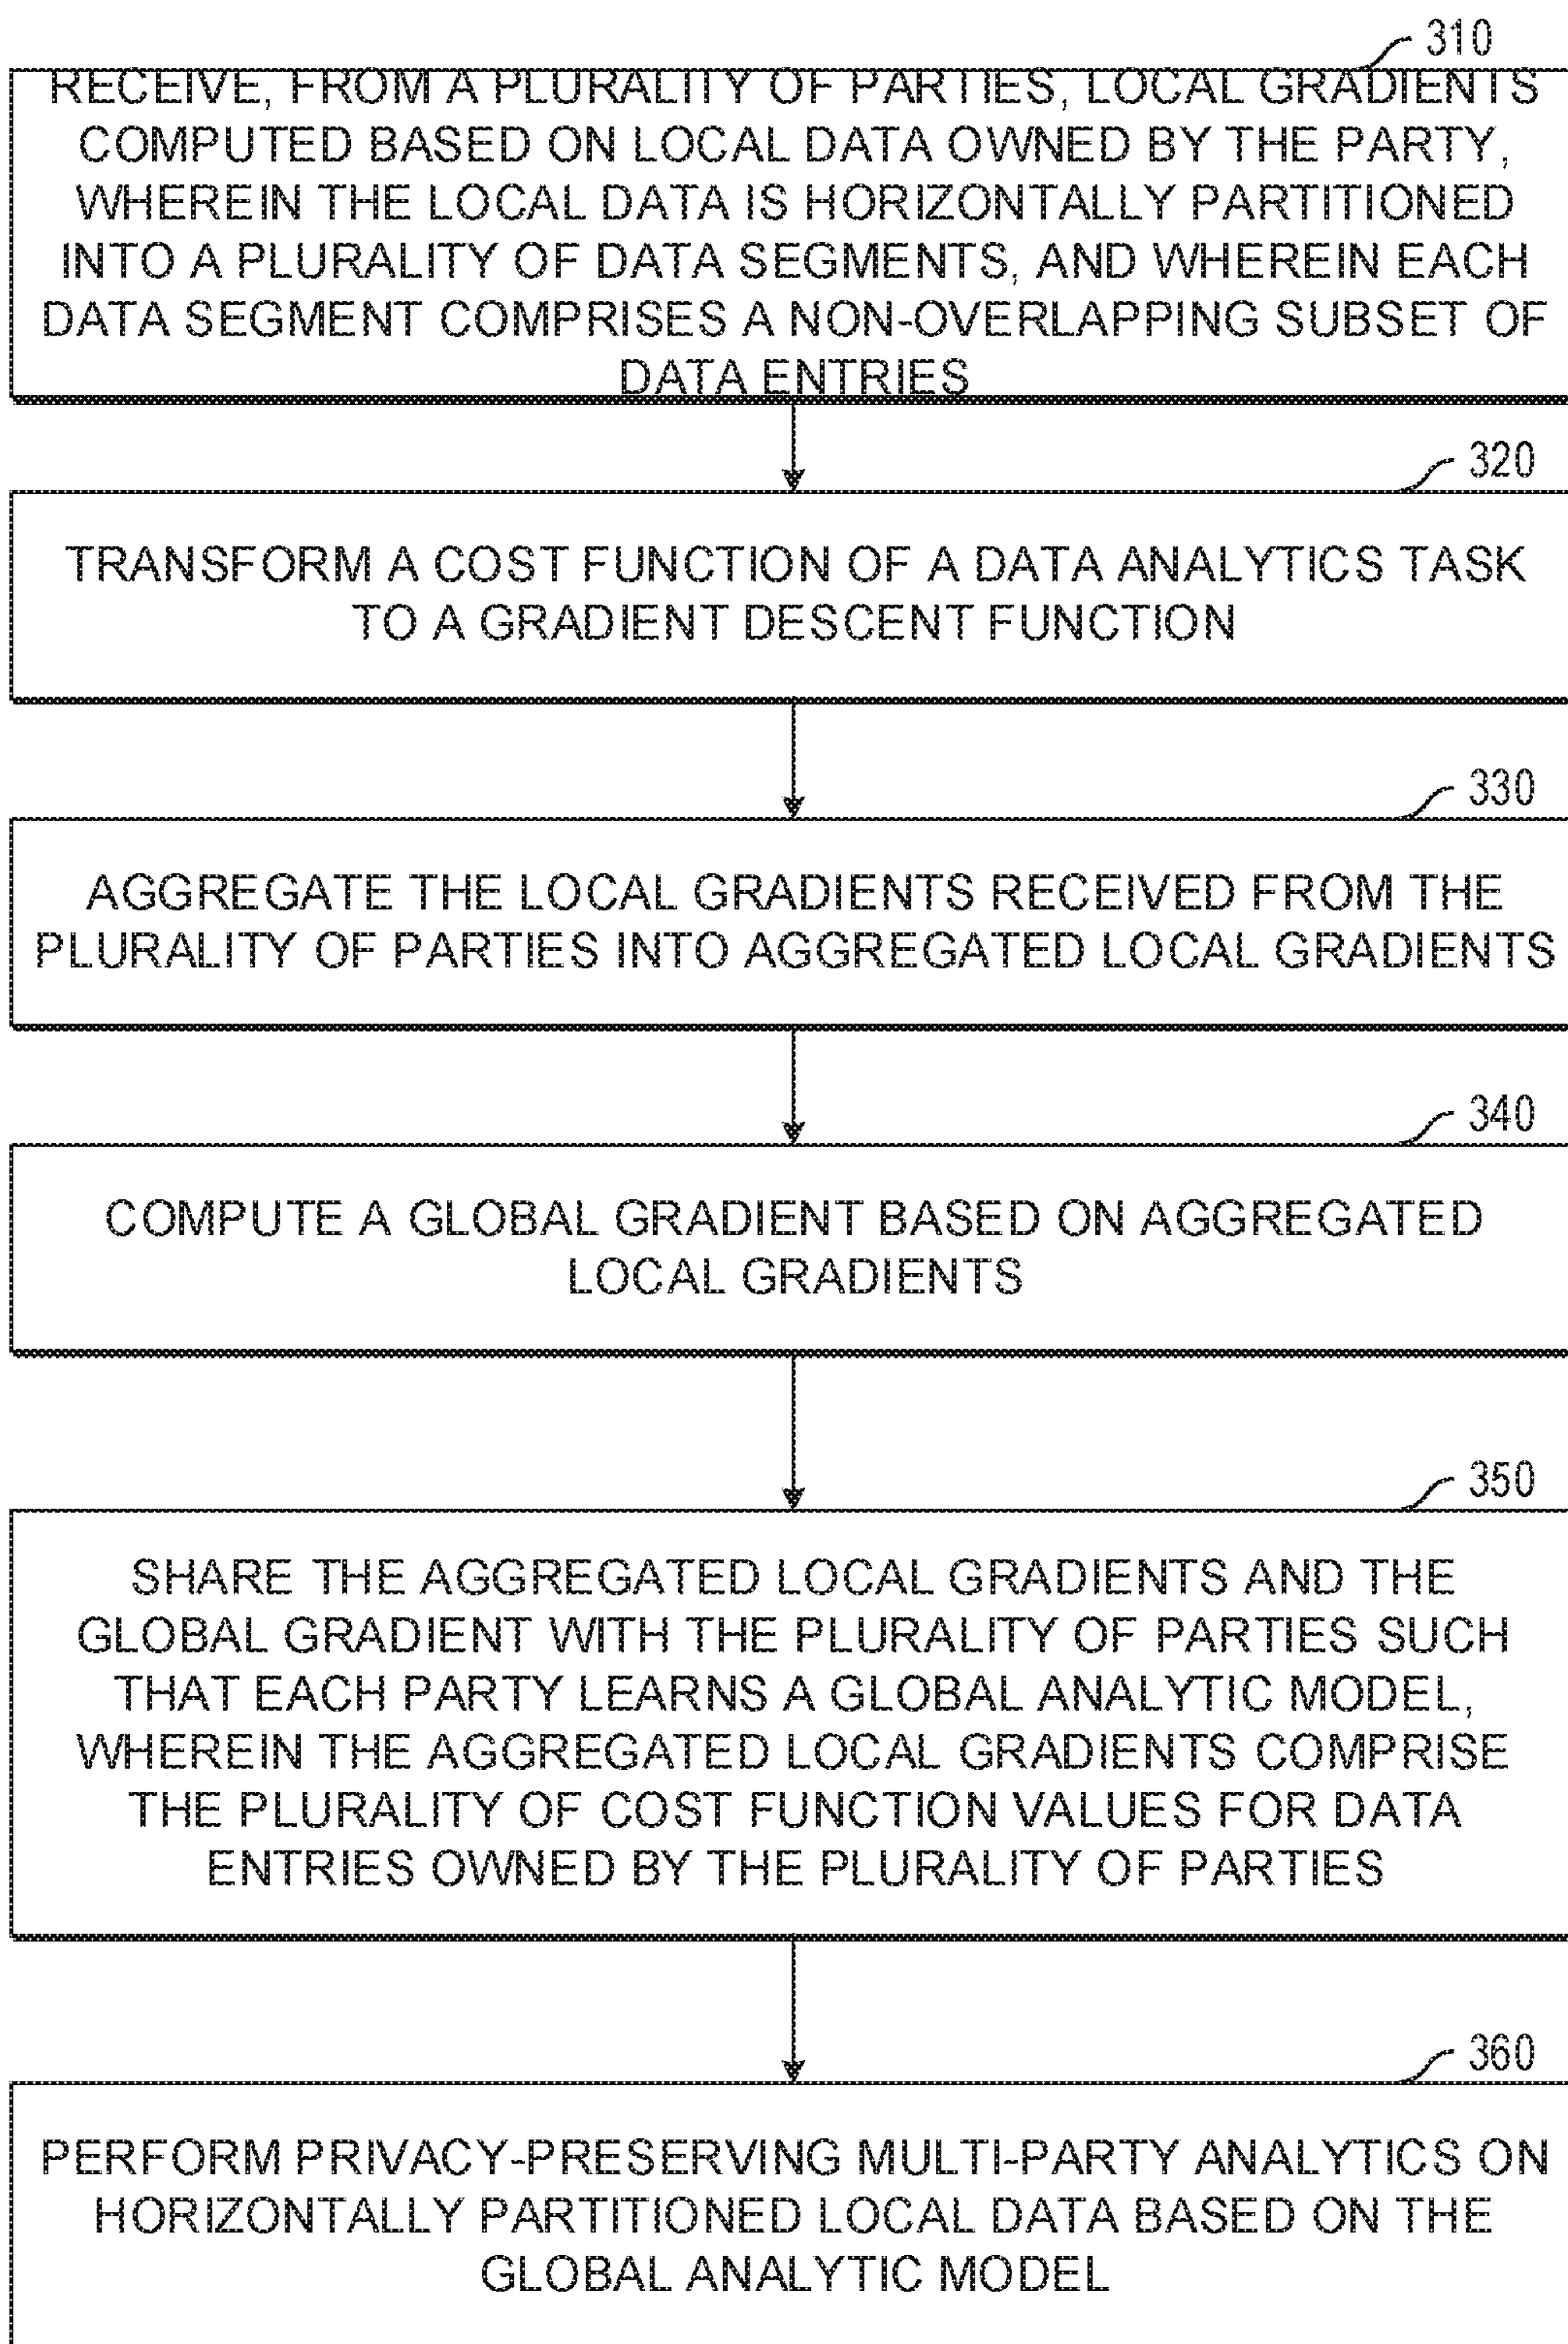 310
RECEIVE, FROM A PLURALITY OF PARTIES, LOCAL GRADIENTS
COMPUTED BASED ON LOCAL DATA OWNED BY THE PARTY,
WHEREIN THE LOCAL DATA IS HORIZONTALLY PARTITIONED
INTO A PLURALITY OF DATA SEGMENTS, AND WHEREIN EACH
DATA SEGMENT COMPRISES A NON-OVERLAPPING SUBSET OF
DATA ENTRIES
320
TRANSFORM A COST FUNCTION OF A DATA ANALYTICS TASK
TO A GRADIENT DESCENT FUNCTION
330
AGGREGATE THE LOCAL GRADIENTS RECEIVED FROM THE
PLURALITY OF PARTIES INTO AGGREGATED LOCAL GRADIENTS
340
COMPUTE A GLOBAL GRADIENT BASED ON AGGREGATED
LOCAL GRADIENTS
350
SHARE THE AGGREGATED LOCAL GRADIENTS AND THE
GLOBAL GRADIENT WITH THE PLURALITY OF PARTIES SUCH
THAT EACH PARTY LEARNS A GLOBAL ANALYTIC MODEL,
WHEREIN THE AGGREGATED LOCAL GRADIENTS COMPRISE
THE PLURALITY OF COST FUNCTION VALUES FOR DATA
ENTRIES OWNED BY THE PLURALITY OF PARTIES
360
PERFORM PRIVACY-PRESERVING MULTI-PARTY ANALYTICS ON
HORIZONTALLY PARTITIONED LOCAL DATA BASED ON THE
GLOBAL ANALYTIC MODEL